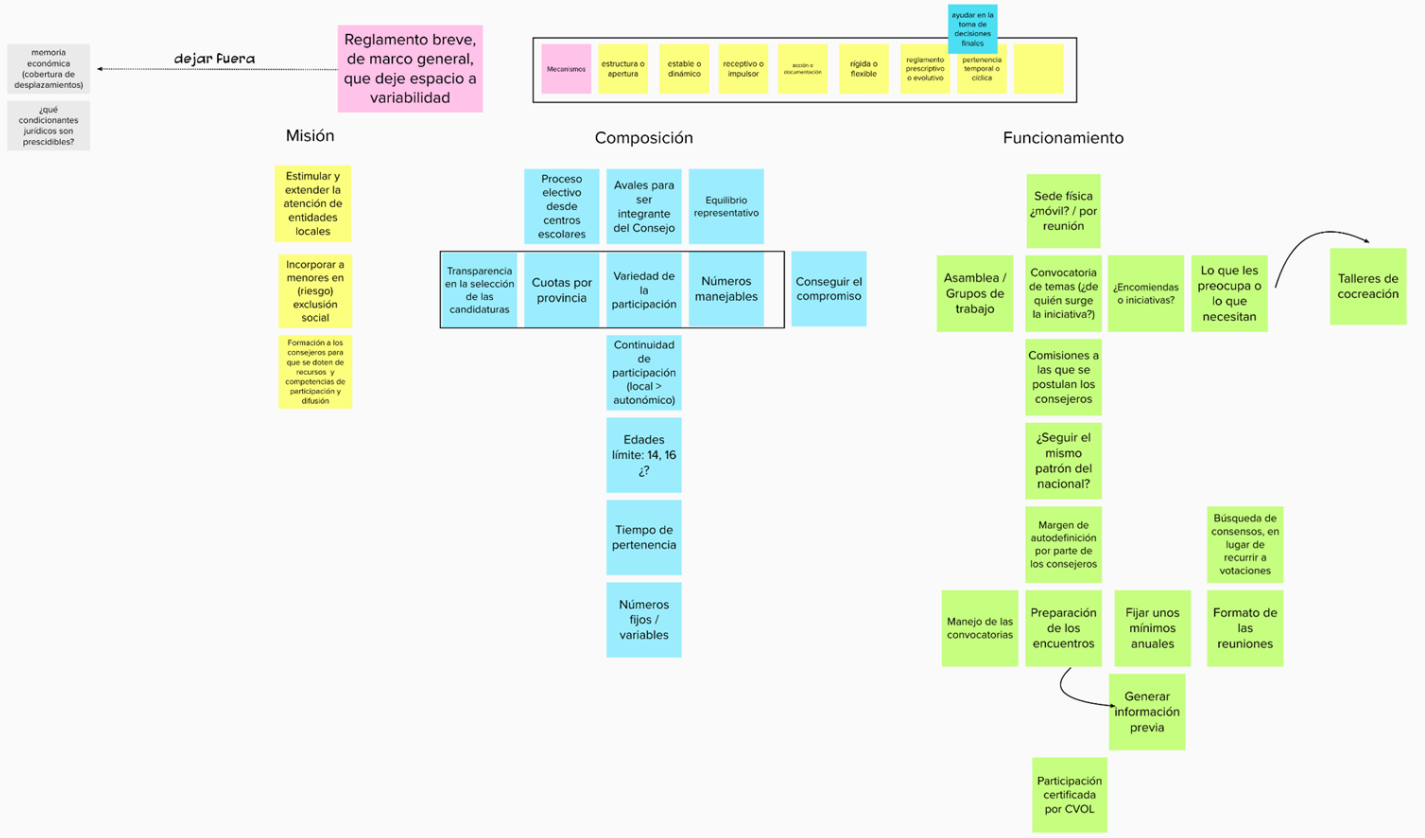 memoria
económica
(cobertura de
desplazamientos)
¿qué
condicionantes
jurídicos son
prescidibles?
dejar fuera
Reglamento breve,
de marco general,
que deje espacio a
variabilidad
ayudar en la
toma de
decisiones
finales
Mecanismos
estructura o
apertura
estable o
dinámico
receptivo o
impulsor
acción o
documentación
rígida o
flexible
reglamento
prescriptivo
o evolutivo
pertenencia
temporal o
cíclica
Misión
Estimular y
extender la
atención de
entidades
locales
Incorporar a
menores en
(riesgo)
exclusión
social
Formación a los
consejeros para
que se doten de
recursos y
competencias de
participación y
difusión
Composición
Proceso
electivo
desde
centros
escolares
Avales para
ser
integrante
del Consejo
Equilibrio
representativo
Transparencia
en la selección
de las
candidaturas
Cuotas por
provincia
Variedad de
la
participación
Números
manejables
Conseguir el
compromiso
Continuidad
de
participación
(local >
autonómico)
Edades
límite: 14, 16
¿?
Tiempo de
pertenencia
Números
fijos /
variables
Funcionamiento
Sede física
¿móvil? / por
reunión
Asamblea /
Grupos de
trabajo
Convocatoria
de temas (¿de
quién surge
la iniciativa?)
¿Encomiendas
o iniciativas?
Lo que les
preocupa o
lo que
necesitan
Talleres de
cocreación
Comisiones a
las que se
postulan los
consejeros
¿Seguir el
mismo
patrón del
nacional?
Margen de
autodefinición
por parte de
los consejeros
Búsqueda de
consensos, en
lugar de
recurrir a
votaciones
Manejo de las
convocatorias
Preparación
de los
encuentros
Fijar unos
mínimos
anuales
Formato de
las
reuniones
Generar
información
previa
Participación
certificada
por CVOL